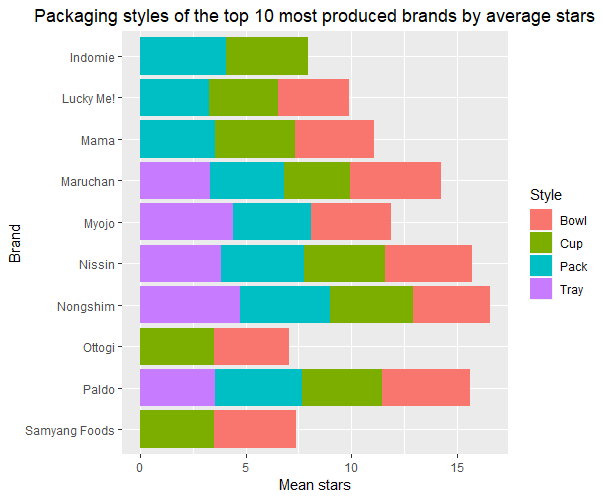 Packaging styles of the top 10 most produced brands by average stars
Indomie
Lucky Me!
Mama
Maruchan
Myojo
Nissin
Nongshim
Ottogi
Paldo
Samyang Foods
Brand
0 5 10 15
Mean stars
Style
Bowl
Cup
Pack
Tray